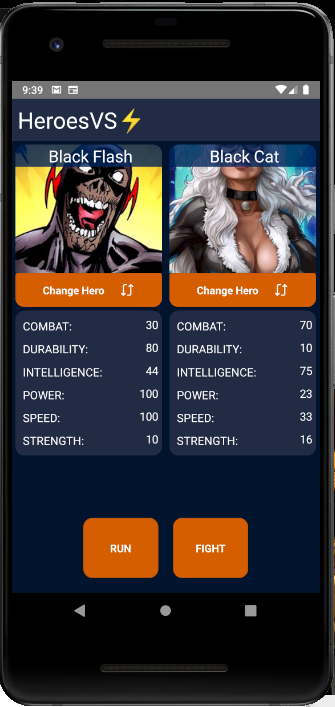 9:39
HeroesVS⚡
Black Flash
Black Cat
Change Hero
Change Hero
COMBAT: 30
DURABILITY: 80
INTELLIGENCE: 44
POWER: 100
SPEED: 100
STRENGTH: 10
COMBAT: 70
DURABILITY: 10
INTELLIGENCE: 75
POWER: 23
SPEED: 33
STRENGTH: 16
RUN
FIGHT